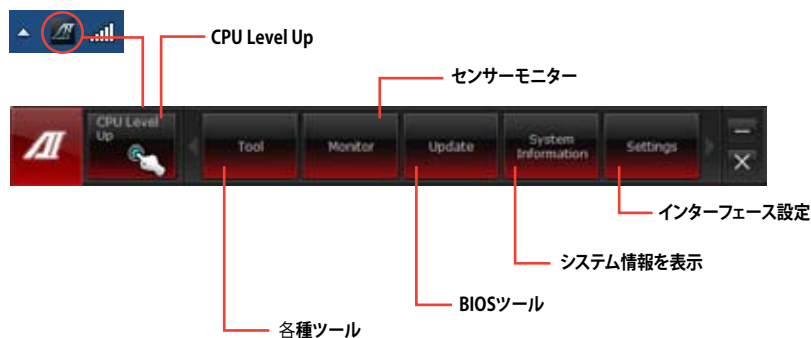 CPU Level Up
センサーモニター
CPU Level
Up
Tool
Monitor
Update
System
Information
Settings
インターフェース設定
システム情報を表示
BIOSツール
各種ツール